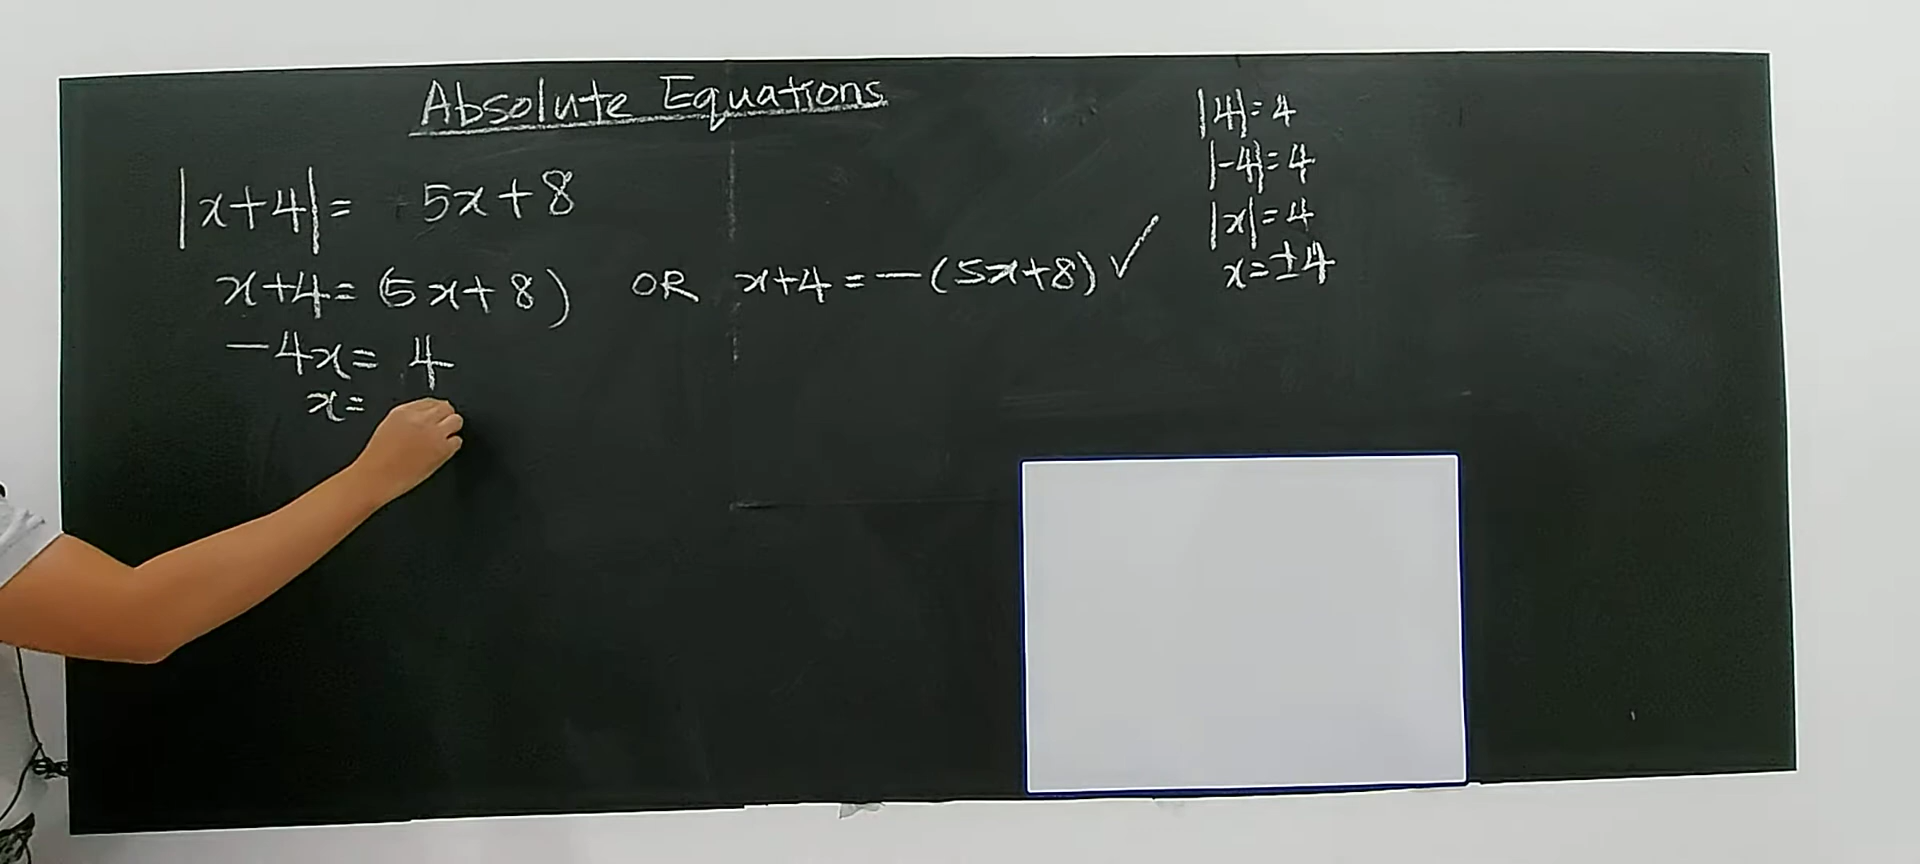 Absolute Equations
|x+4|= 5x+8
x+4=(5x+8) OR x+4=-(5x+8)✓
-4x= 4
x=
|4|=4
|-4|=4
|x|=4
x=±4